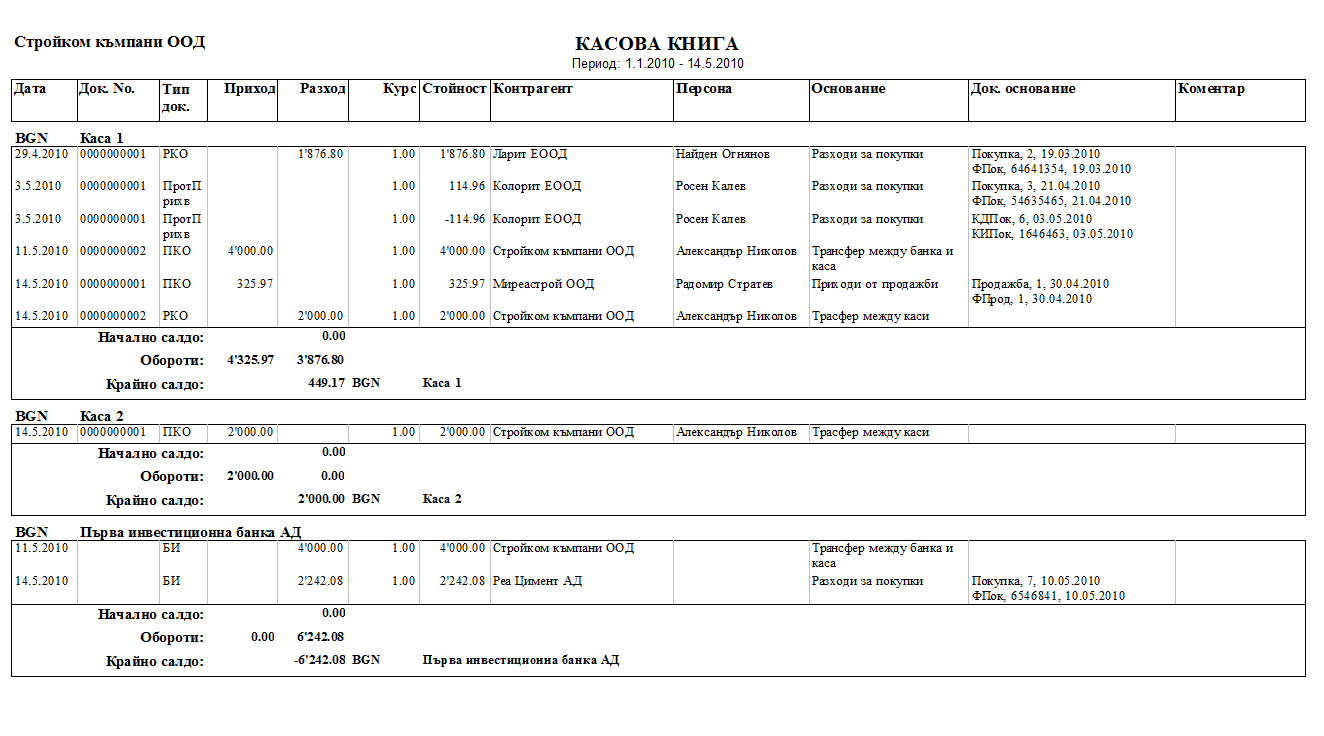 Стройком къмпани ООД
КАСОВА КНИГА
Период: 1.1.2010 - 14.5.2010
Дата Док. No. Тип док. Приход Разход Курс Стойност Контрагент Персона Основание Док. основание Коментар
BGN Каса 1
29.4.2010 0000000001 РКО 1'876.80 1.00 1'876.80 Ларит ЕООД Найден Огнянов Разходи за покупки Покупка, 2, 19.03.2010
ФПок, 64641354, 19.03.2010
3.5.2010 0000000001 ПротП 1.00 114.96 Колорит ЕООД Росен Калев Разходи за покупки Покупка, 3, 21.04.2010
рихв ФПок, 54635465, 21.04.2010
3.5.2010 0000000001 ПротП 1.00 -114.96 Колорит ЕООД Росен Калев Разходи за покупки КДПок, 6, 03.05.2010
рихв КИПок, 1646463, 03.05.2010
11.5.2010 0000000002 ПКО 4'000.00 1.00 4'000.00 Стройком къмпани ООД Александър Николов Трансфер между банка и
каса
14.5.2010 0000000001 ПКО 325.97 1.00 325.97 Миреастрой ООД Радомир Стратев Приходи от продажби Продажба, 1, 30.04.2010
ФПрод, 1, 30.04.2010
14.5.2010 0000000002 РКО 2'000.00 1.00 2'000.00 Стройком къмпани ООД Александър Николов Трасфер между каси
Начално салдо: 0.00
Обороти: 4'325.97 3'876.80
Крайно салдо: 449.17 BGN Каса 1
BGN Каса 2
14.5.2010 0000000001 ПКО 2'000.00 1.00 2'000.00 Стройком къмпани ООД Александър Николов Трасфер между каси
Начално салдо: 0.00
Обороти: 2'000.00 0.00
Крайно салдо: 2'000.00 BGN Каса 2
BGN Първа инвестиционна банка АД
11.5.2010 БИ 4'000.00 1.00 4'000.00 Стройком къмпани ООД Трансфер между банка и
каса
14.5.2010 БИ 2'242.08 1.00 2'242.08 Реа Цимент АД Разходи за покупки Покупка, 7, 10.05.2010
ФПок, 6546841, 10.05.2010
Начално салдо: 0.00
Обороти: 0.00 6'242.08
Крайно салдо: -6'242.08 BGN Първа инвестиционна банка АД